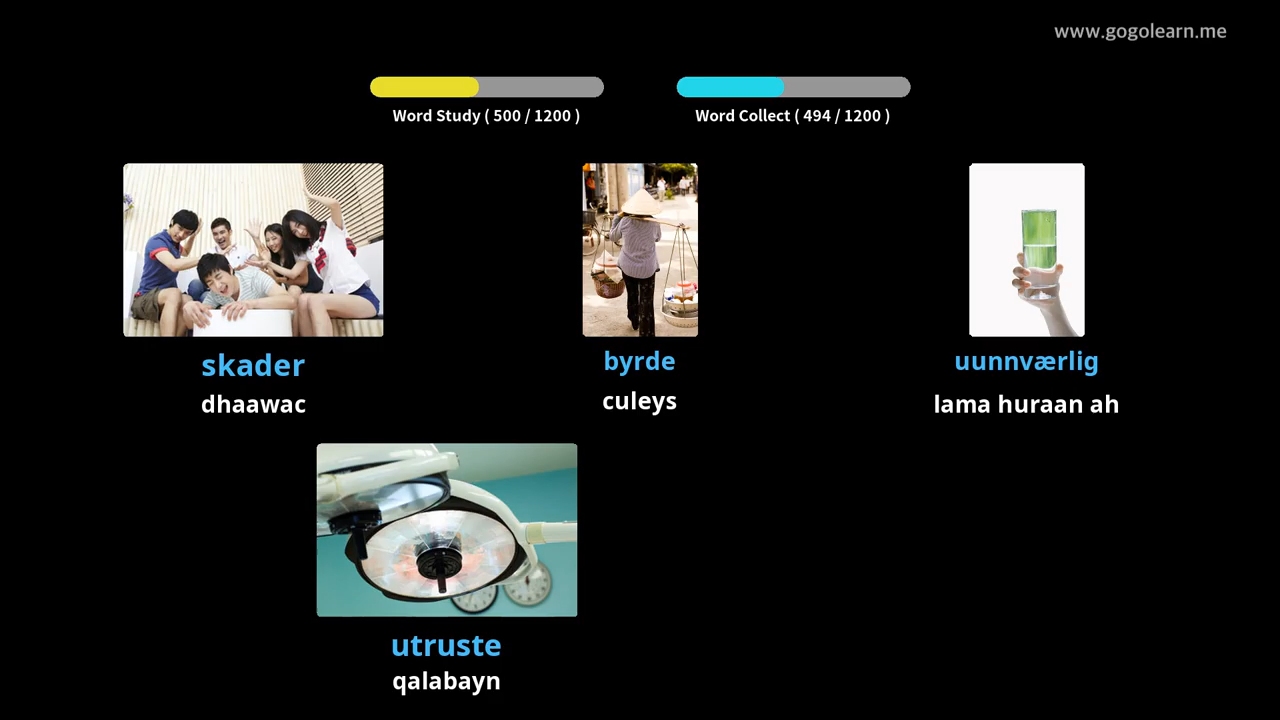 www.gogolearn.me
Word Study ( 500 / 1200 )
Word Collect ( 494 / 1200 )
skader
dhaawac
byrde
culeys
uunnværlig
lama huraan ah
utruste
qalabayn